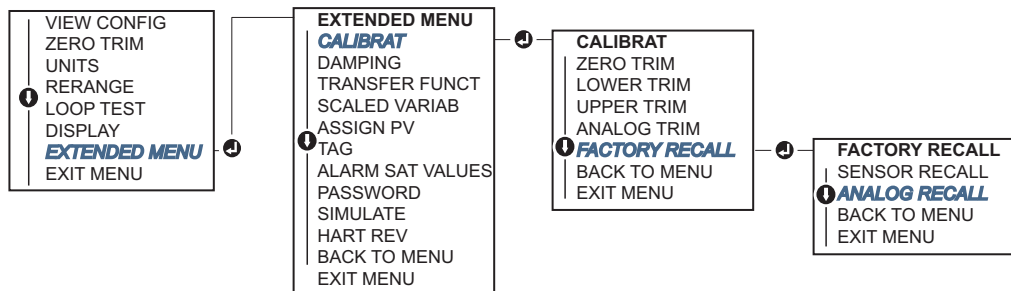 VIEW CONFIG
ZERO TRIM
UNITS
RERANGE
LOOP TEST
DISPLAY
EXTENDED MENU
EXIT MENU
EXTENDED MENU
CALIBRAT
DAMPING
TRANSFER FUNCT
SCALED VARIAB
ASSIGN PV
TAG
ALARM SAT VALUES
PASSWORD
SIMULATE
HART REV
BACK TO MENU
EXIT MENU
CALIBRAT
ZERO TRIM
LOWER TRIM
UPPER TRIM
ANALOG TRIM
FACTORY RECALL
BACK TO MENU
EXIT MENU
FACTORY RECALL
SENSOR RECALL
ANALOG RECALL
BACK TO MENU
EXIT MENU